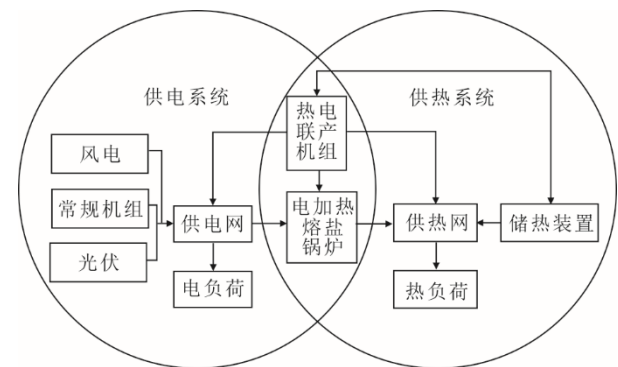 供电系统
供热系统
热电
联产
机组
风电
常规机组
光伏
供电网
电加热
熔盐
锅炉
供热网
储热装置
电负荷
热负荷